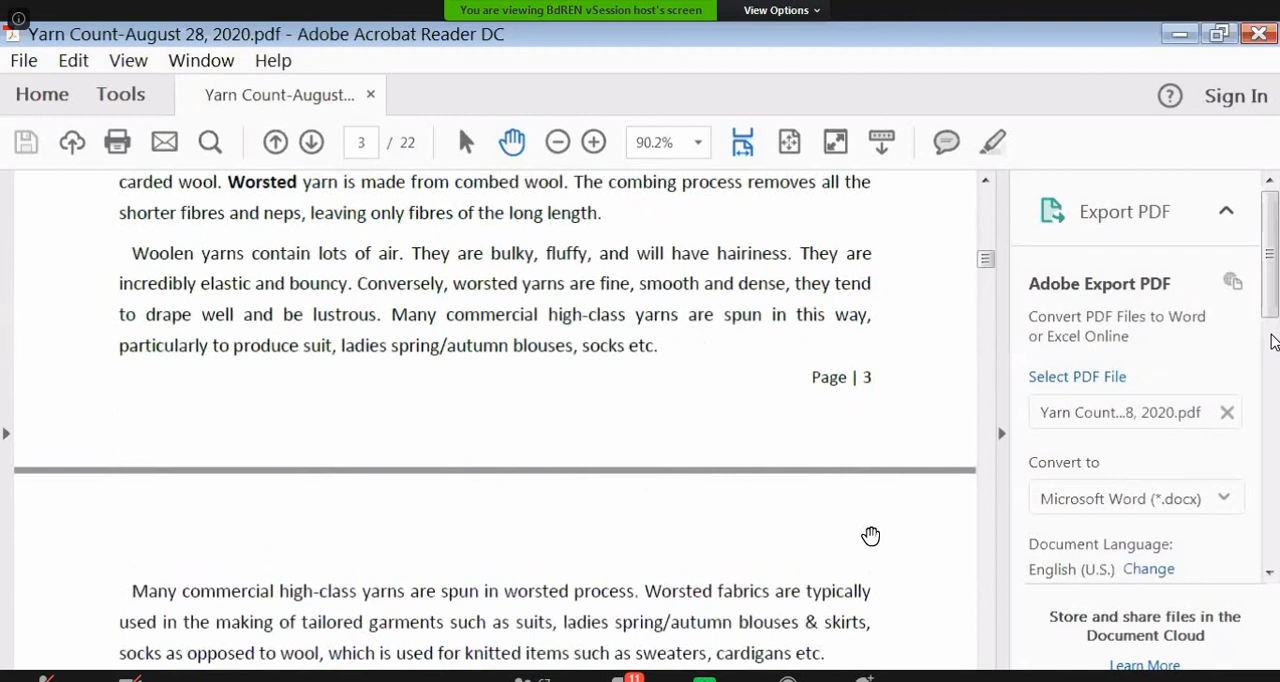 You are viewing BdREN vSession host's screen
View Options
Yarn Count-August 28, 2020.pdf - Adobe Acrobat Reader DC
File Edit View Window Help
Home Tools Yarn Count-August... × Sign In
3 / 22 90.2%
carded wool. Worsted yarn is made from combed wool. The combing process removes all the
shorter fibres and neps, leaving only fibres of the long length.
Woolen yarns contain lots of air. They are bulky, fluffy, and will have hairiness. They are
incredibly elastic and bouncy. Conversely, worsted yarns are fine, smooth and dense, they tend
to drape well and be lustrous. Many commercial high-class yarns are spun in this way,
particularly to produce suit, ladies spring/autumn blouses, socks etc.
Page | 3
Many commercial high-class yarns are spun in worsted process. Worsted fabrics are typically
used in the making of tailored garments such as suits, ladies spring/autumn blouses & skirts,
socks as opposed to wool, which is used for knitted items such as sweaters, cardigans etc.
Export PDF
Adobe Export PDF
Convert PDF Files to Word
or Excel Online
Select PDF File
Yarn Count...8, 2020.pdf
Convert to
Microsoft Word (*.docx)
Document Language:
English (U.S.) Change
Store and share files in the
Document Cloud
Learn More
11